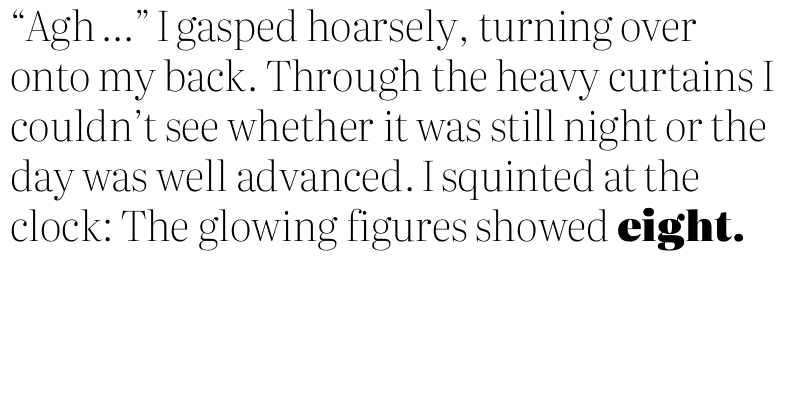 “Agh …” I gasped hoarsely, turning over
onto my back. Through the heavy curtains I
couldn’t see whether it was still night or the
day was well advanced. I squinted at the
clock: The glowing figures showed eight.